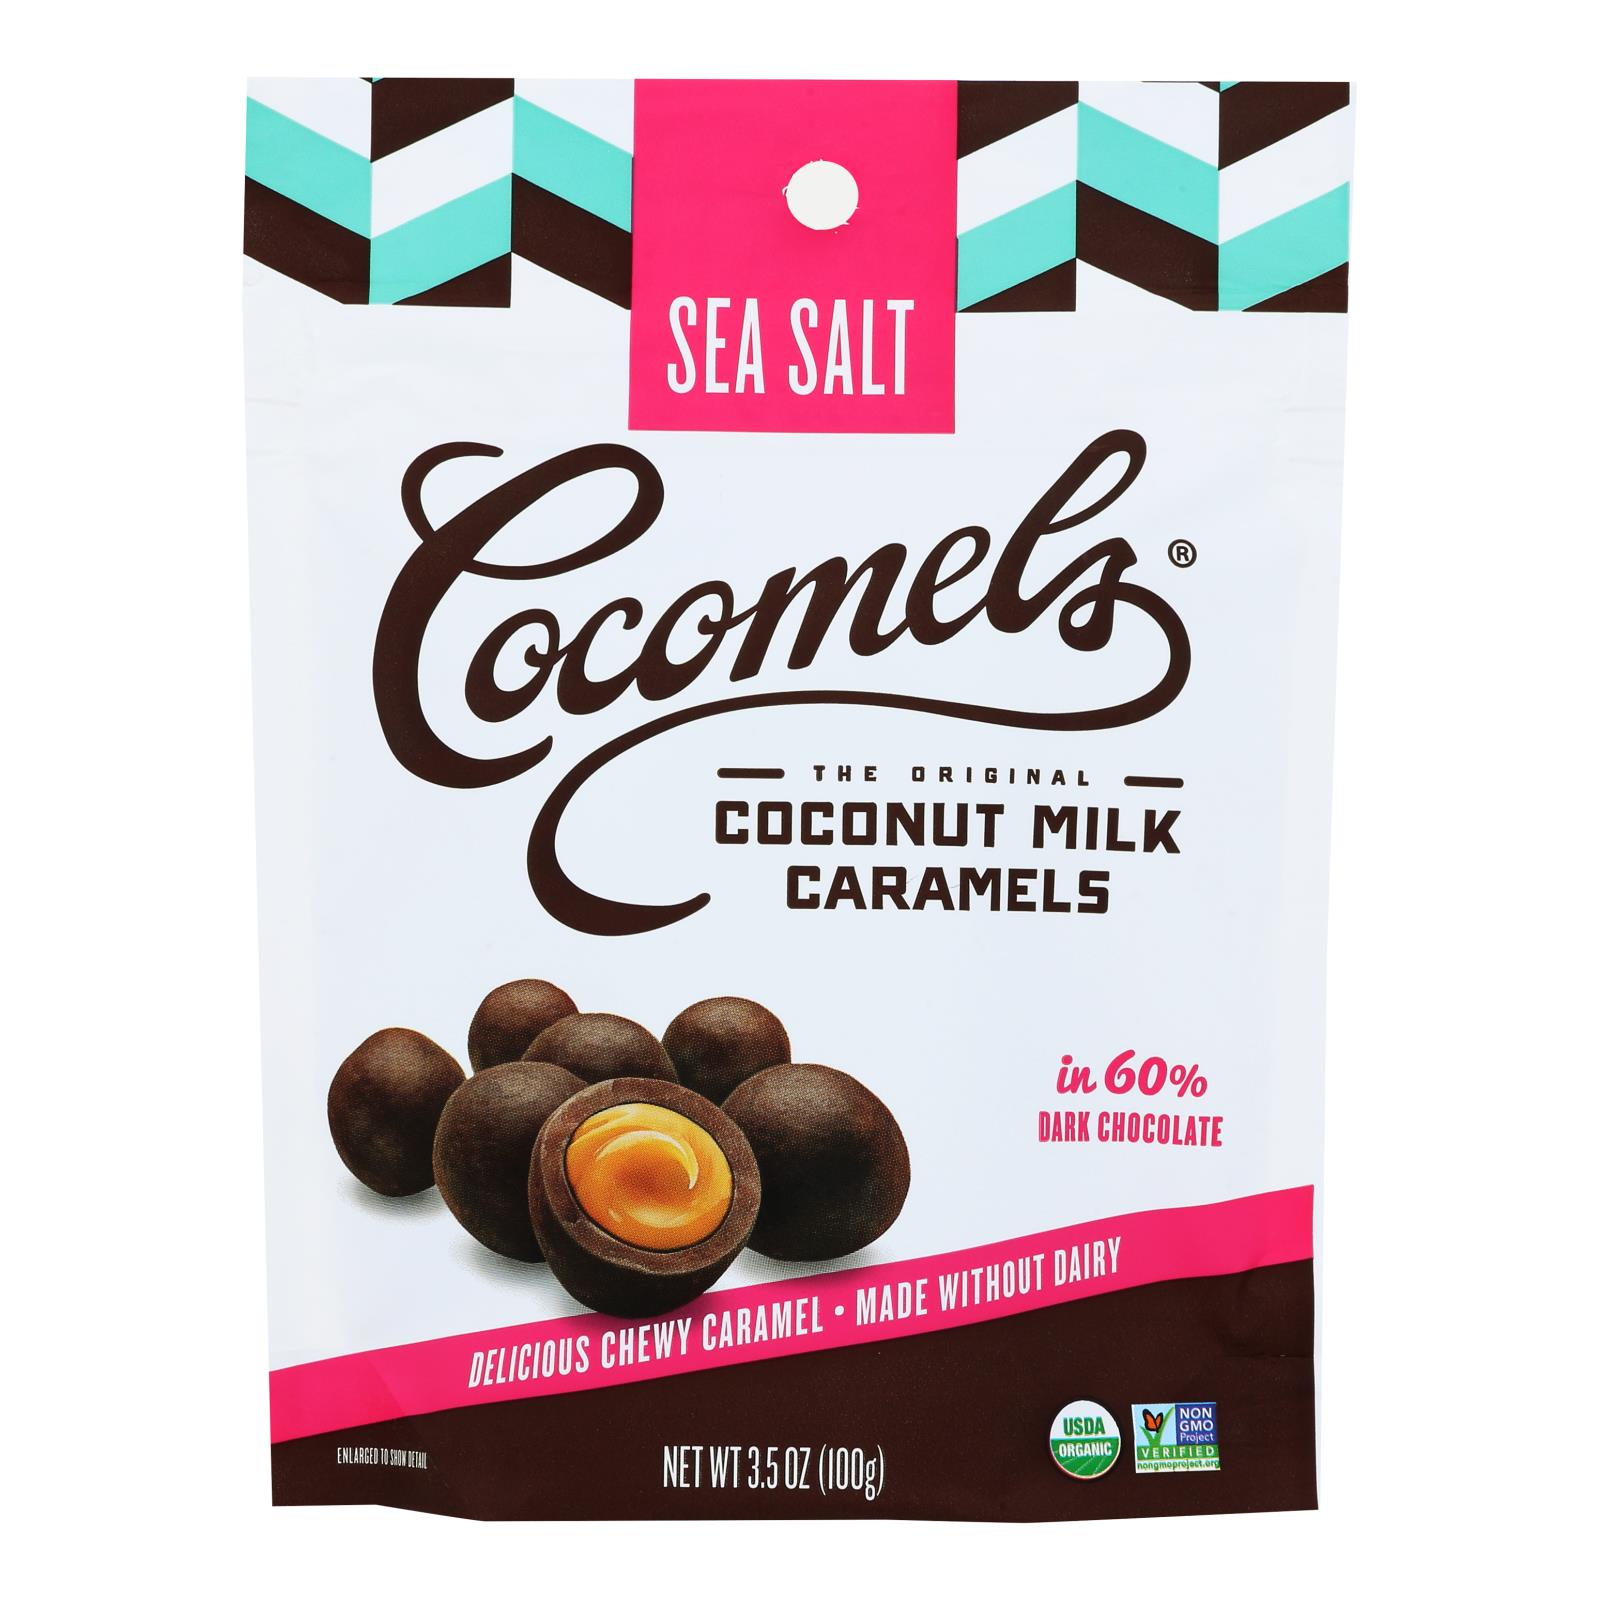 SEA SALT
Cocomels®
THE ORIGINAL
COCONUT MILK
CARAMELS
in 60%
DARK CHOCOLATE
DELICIOUS CHEWY CARAMEL • MADE WITHOUT DAIRY
ENLARGED TO SHOW DETAIL
NET WT 3.5 OZ (100g)
USDA
ORGANIC
NON
GMO
Project
VERIFIED
nongmoproject.org